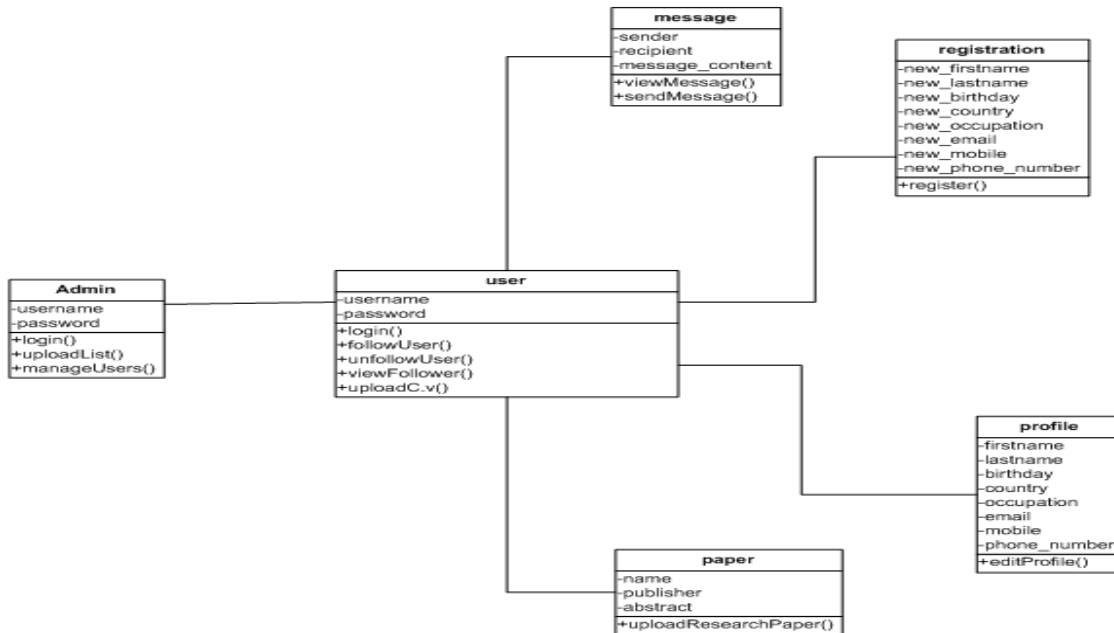 message
-sender
-recipient
-message_content
+viewMessage()
+sendMessage()
registration
-new_firstname
-new_lastname
-new_birthday
-new_country
-new_occupation
-new_email
-new_mobile
-new_phone_number
+register()
Admin
-username
-password
+login()
+uploadList()
+manageUsers()
user
-username
-password
+login()
+followUser()
+unfollowUser()
+viewFollower()
+uploadC.v()
profile
-firstname
-lastname
-birthday
-country
-occupation
-email
-mobile
-phone_number
+editProfile()
paper
-name
-publisher
-abstract
+uploadResearchPaper()